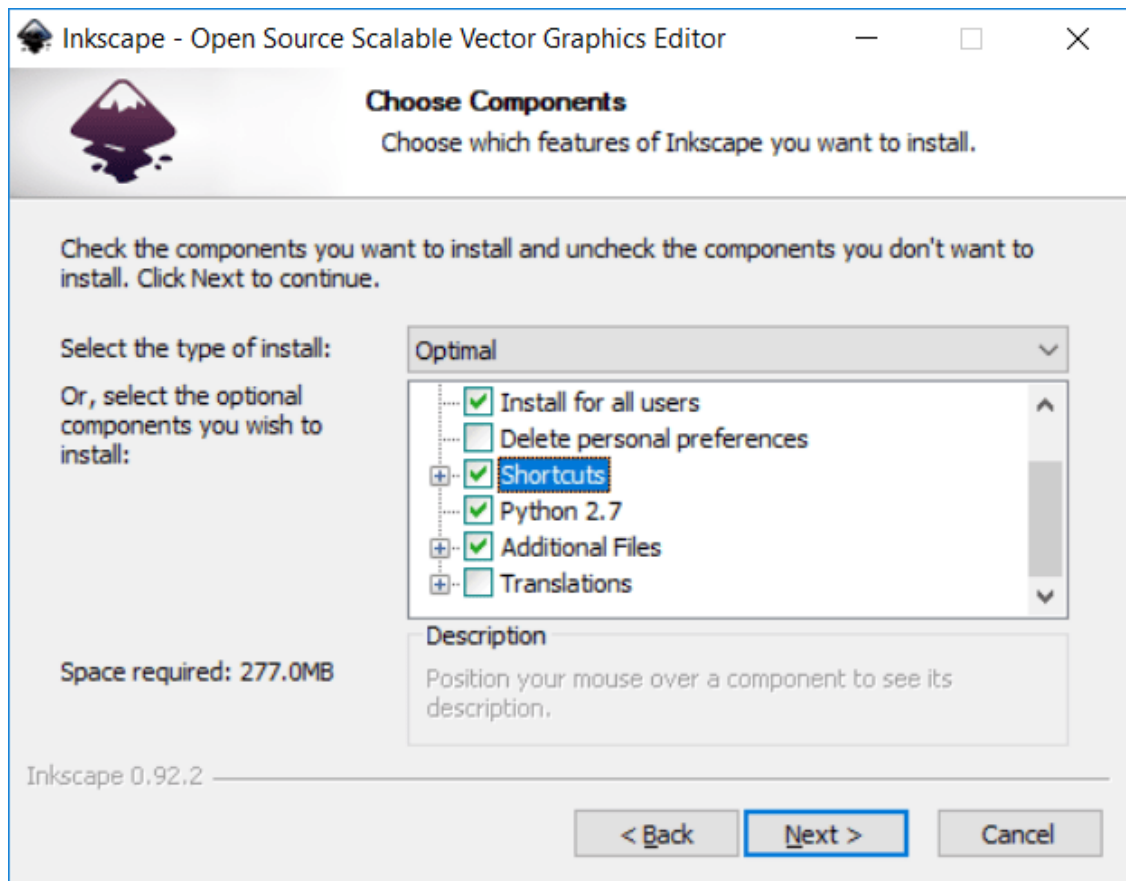 Inkscape - Open Source Scalable Vector Graphics Editor
Choose Components
Choose which features of Inkscape you want to install.
Check the components you want to install and uncheck the components you don't want to
install. Click Next to continue.
Select the type of install:
Optimal
Or, select the optional
components you wish to
install:
Install for all users
Delete personal preferences
Shortcuts
Python 2.7
Additional Files
Translations
Space required: 277.0MB
Description
Position your mouse over a component to see its
description.
Inkscape 0.92.2
< Back
Next >
Cancel